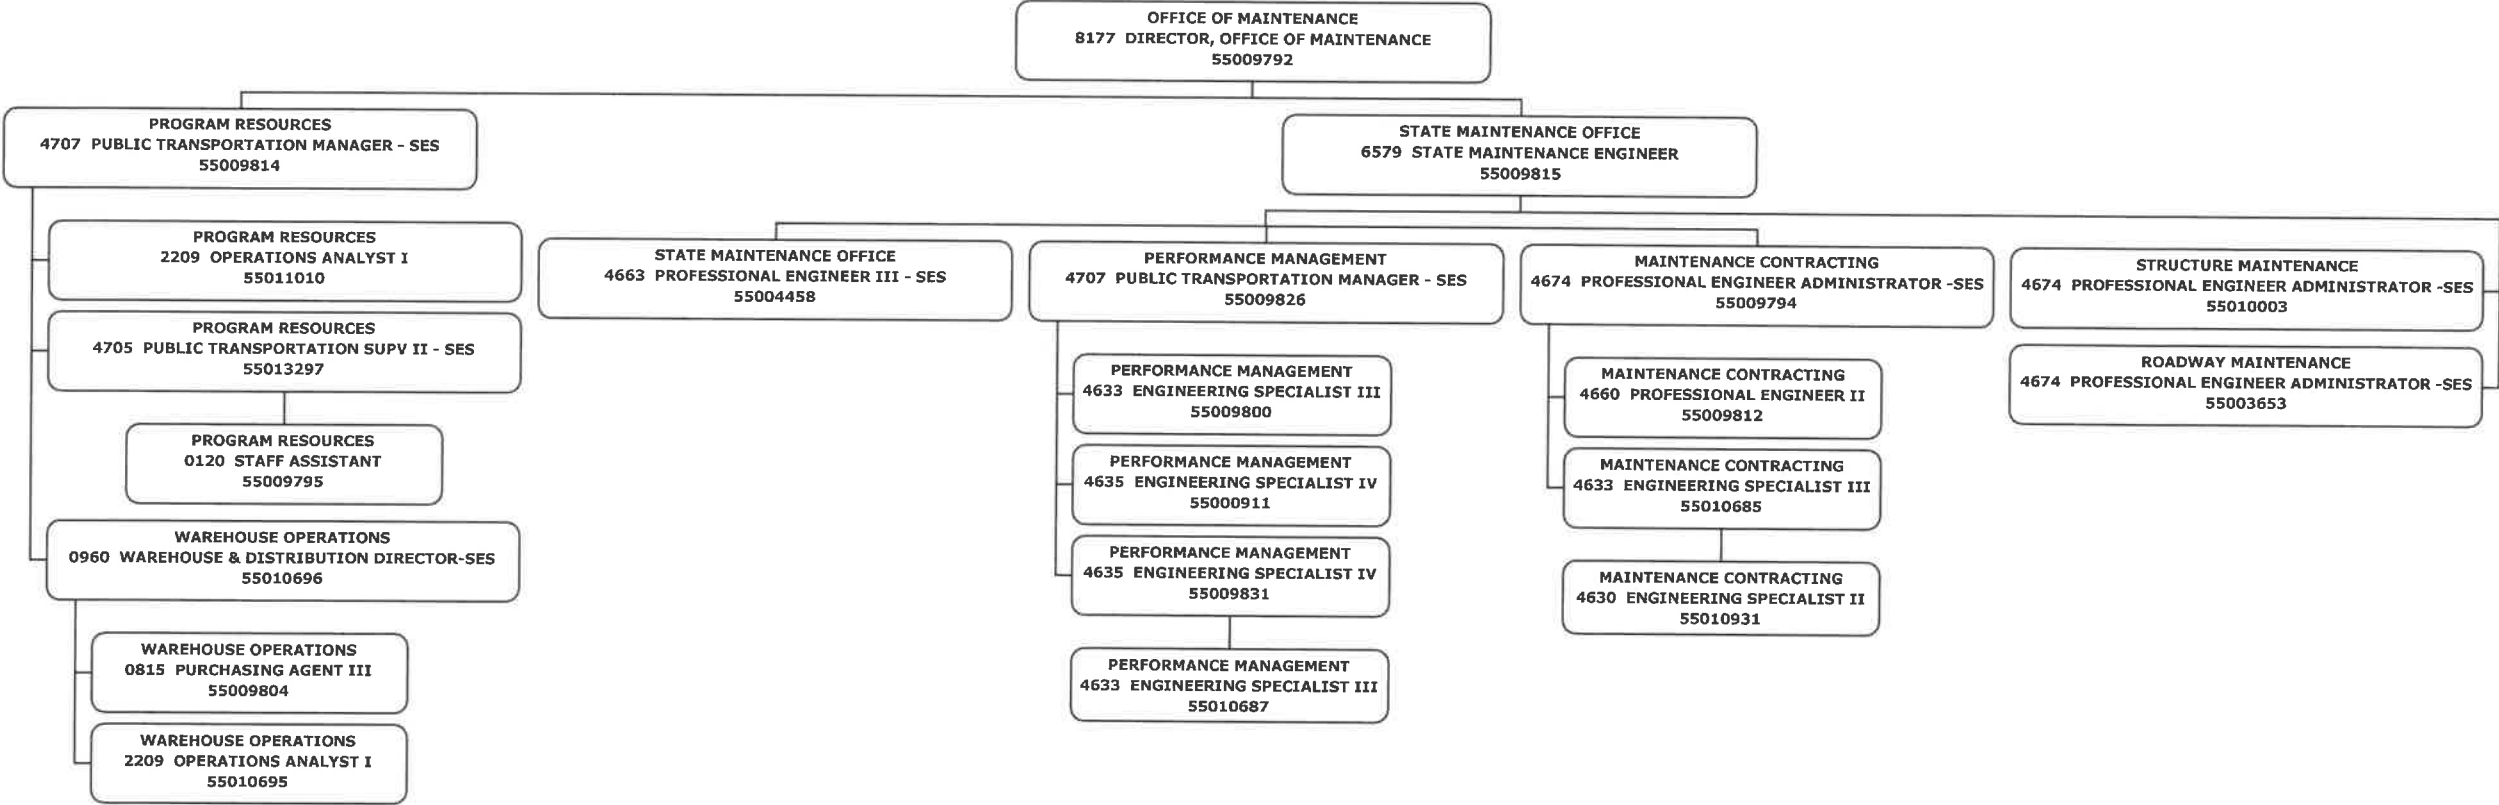 OFFICE OF MAINTENANCE
8177 DIRECTOR, OFFICE OF MAINTENANCE
55009792
PROGRAM RESOURCES
4707 PUBLIC TRANSPORTATION MANAGER - SES
55009814
STATE MAINTENANCE OFFICE
6579 STATE MAINTENANCE ENGINEER
55009815
PROGRAM RESOURCES
2209 OPERATIONS ANALYST I
55011010
PROGRAM RESOURCES
4705 PUBLIC TRANSPORTATION SUPV II - SES
55013297
PROGRAM RESOURCES
0120 STAFF ASSISTANT
55009795
WAREHOUSE OPERATIONS
0960 WAREHOUSE & DISTRIBUTION DIRECTOR-SES
55010696
WAREHOUSE OPERATIONS
0815 PURCHASING AGENT III
55009804
WAREHOUSE OPERATIONS
2209 OPERATIONS ANALYST I
55010695
STATE MAINTENANCE OFFICE
4663 PROFESSIONAL ENGINEER III - SES
55004458
PERFORMANCE MANAGEMENT
4707 PUBLIC TRANSPORTATION MANAGER - SES
55009826
PERFORMANCE MANAGEMENT
4633 ENGINEERING SPECIALIST III
55009800
PERFORMANCE MANAGEMENT
4635 ENGINEERING SPECIALIST IV
55000911
PERFORMANCE MANAGEMENT
4635 ENGINEERING SPECIALIST IV
55009831
PERFORMANCE MANAGEMENT
4633 ENGINEERING SPECIALIST III
55010687
MAINTENANCE CONTRACTING
4674 PROFESSIONAL ENGINEER ADMINISTRATOR -SES
55009794
MAINTENANCE CONTRACTING
4660 PROFESSIONAL ENGINEER II
55009812
MAINTENANCE CONTRACTING
4633 ENGINEERING SPECIALIST III
55010685
MAINTENANCE CONTRACTING
4630 ENGINEERING SPECIALIST II
55010931
STRUCTURE MAINTENANCE
4674 PROFESSIONAL ENGINEER ADMINISTRATOR -SES
55010003
ROADWAY MAINTENANCE
4674 PROFESSIONAL ENGINEER ADMINISTRATOR -SES
55003653